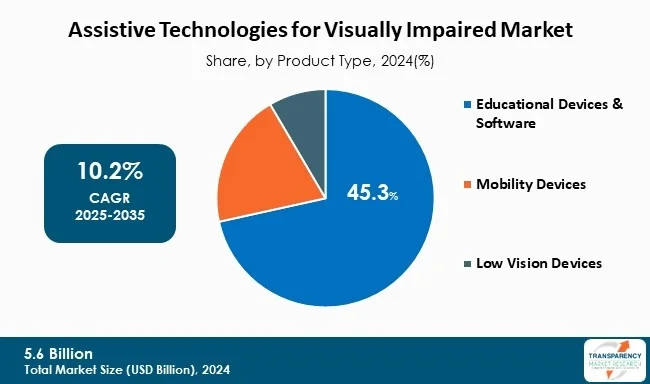 Assistive Technologies for Visually Impaired Market
Share, by Product Type, 2024(%)
10.2%
CAGR
2025-2035
45.3%
Educational Devices &
Software
Mobility Devices
Low Vision Devices
5.6 Billion
Total Market Size (USD Billion), 2024
TRANSPARENCY
MARKET RESEARCH